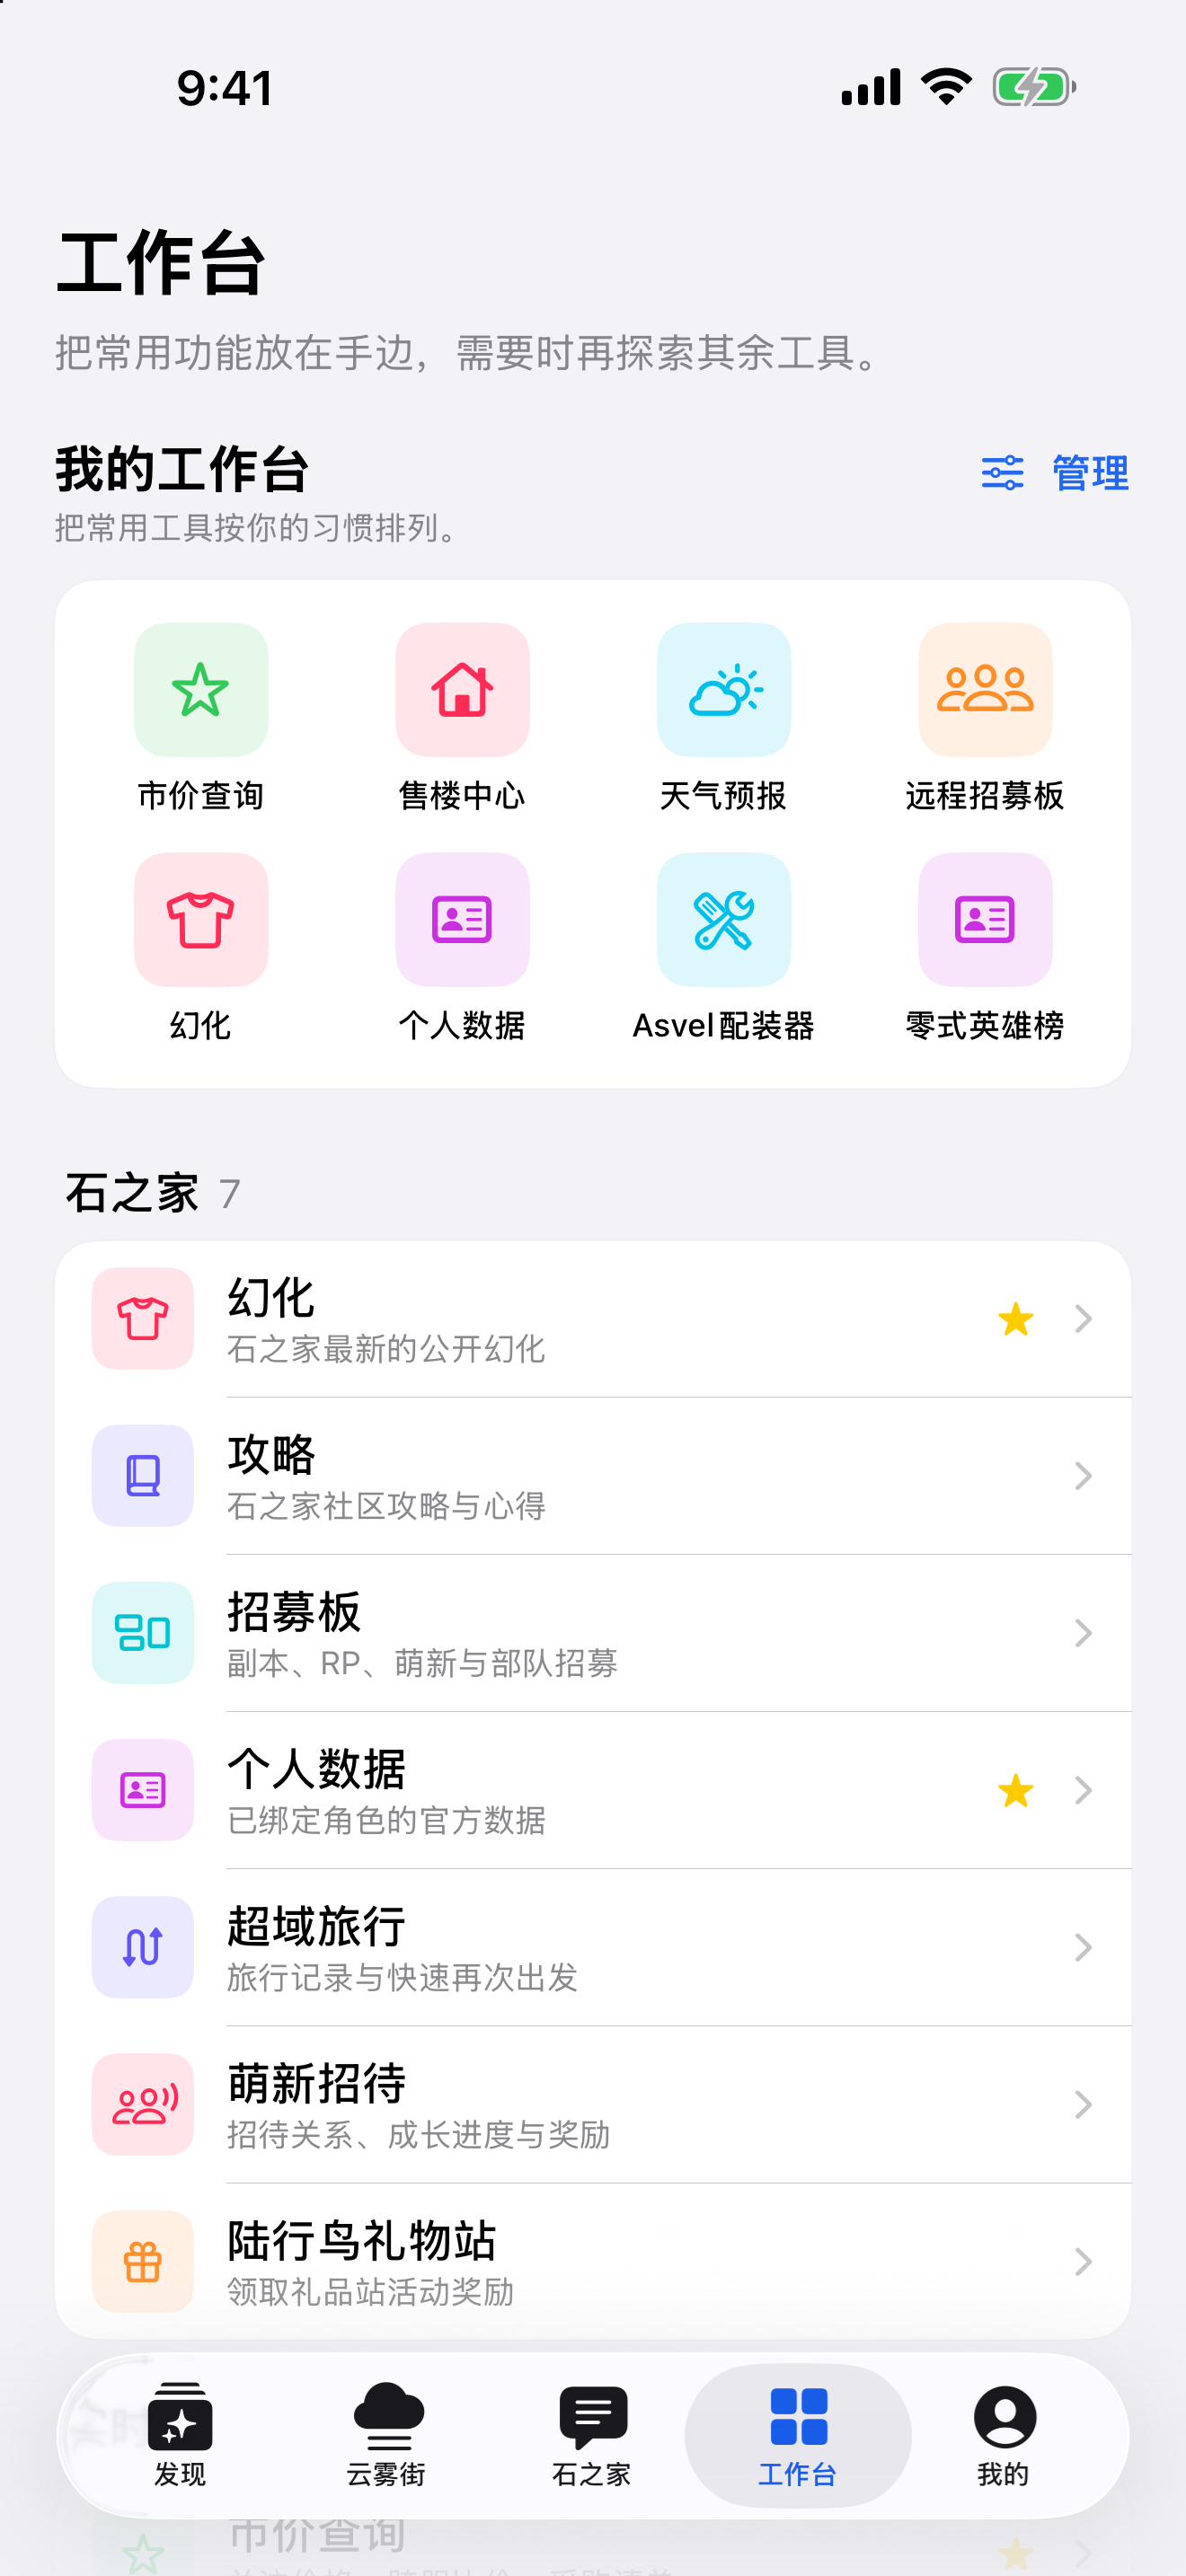 9:41
工作台
把常用功能放在手边，需要时再探索其余工具。
我的工作台
管理
把常用工具按你的习惯排列。
市价查询
售楼中心
天气预报
远程招募板
幻化
个人数据
Asvel配装器
零式英雄榜
石之家 7
幻化
石之家最新的公开幻化
攻略
石之家社区攻略与心得
招募板
副本、RP、萌新与部队招募
个人数据
已绑定角色的官方数据
超域旅行
旅行记录与快速再次出发
萌新招待
招待关系、成长进度与奖励
陆行鸟礼物站
领取礼品站活动奖励
发现
云雾街
石之家
工作台
我的
市价查询